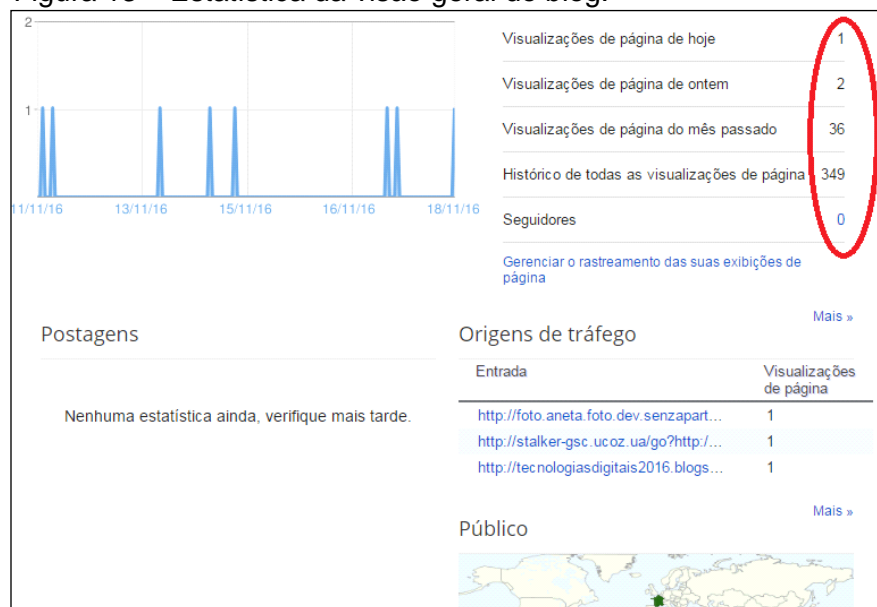 2
1
11/11/16 13/11/16 15/11/16 16/11/16 18/11/16
Visualizações de página de hoje 1
Visualizações de página de ontem 2
Visualizações de página do mês passado 36
Histórico de todas as visualizações de página 349
Seguidores 0
Gerenciar o rastreamento das suas exibições de
página
Mais »
Postagens
Nenhuma estatística ainda, verifique mais tarde.
Origens de tráfego
Entrada Visualizações
de página
http://foto.aneta.foto.dev.senzapart... 1
http://stalker-gsc.ucoz.ua/go?http:/... 1
http://tecnologiasdigitais2016.blogs... 1
Mais »
Público